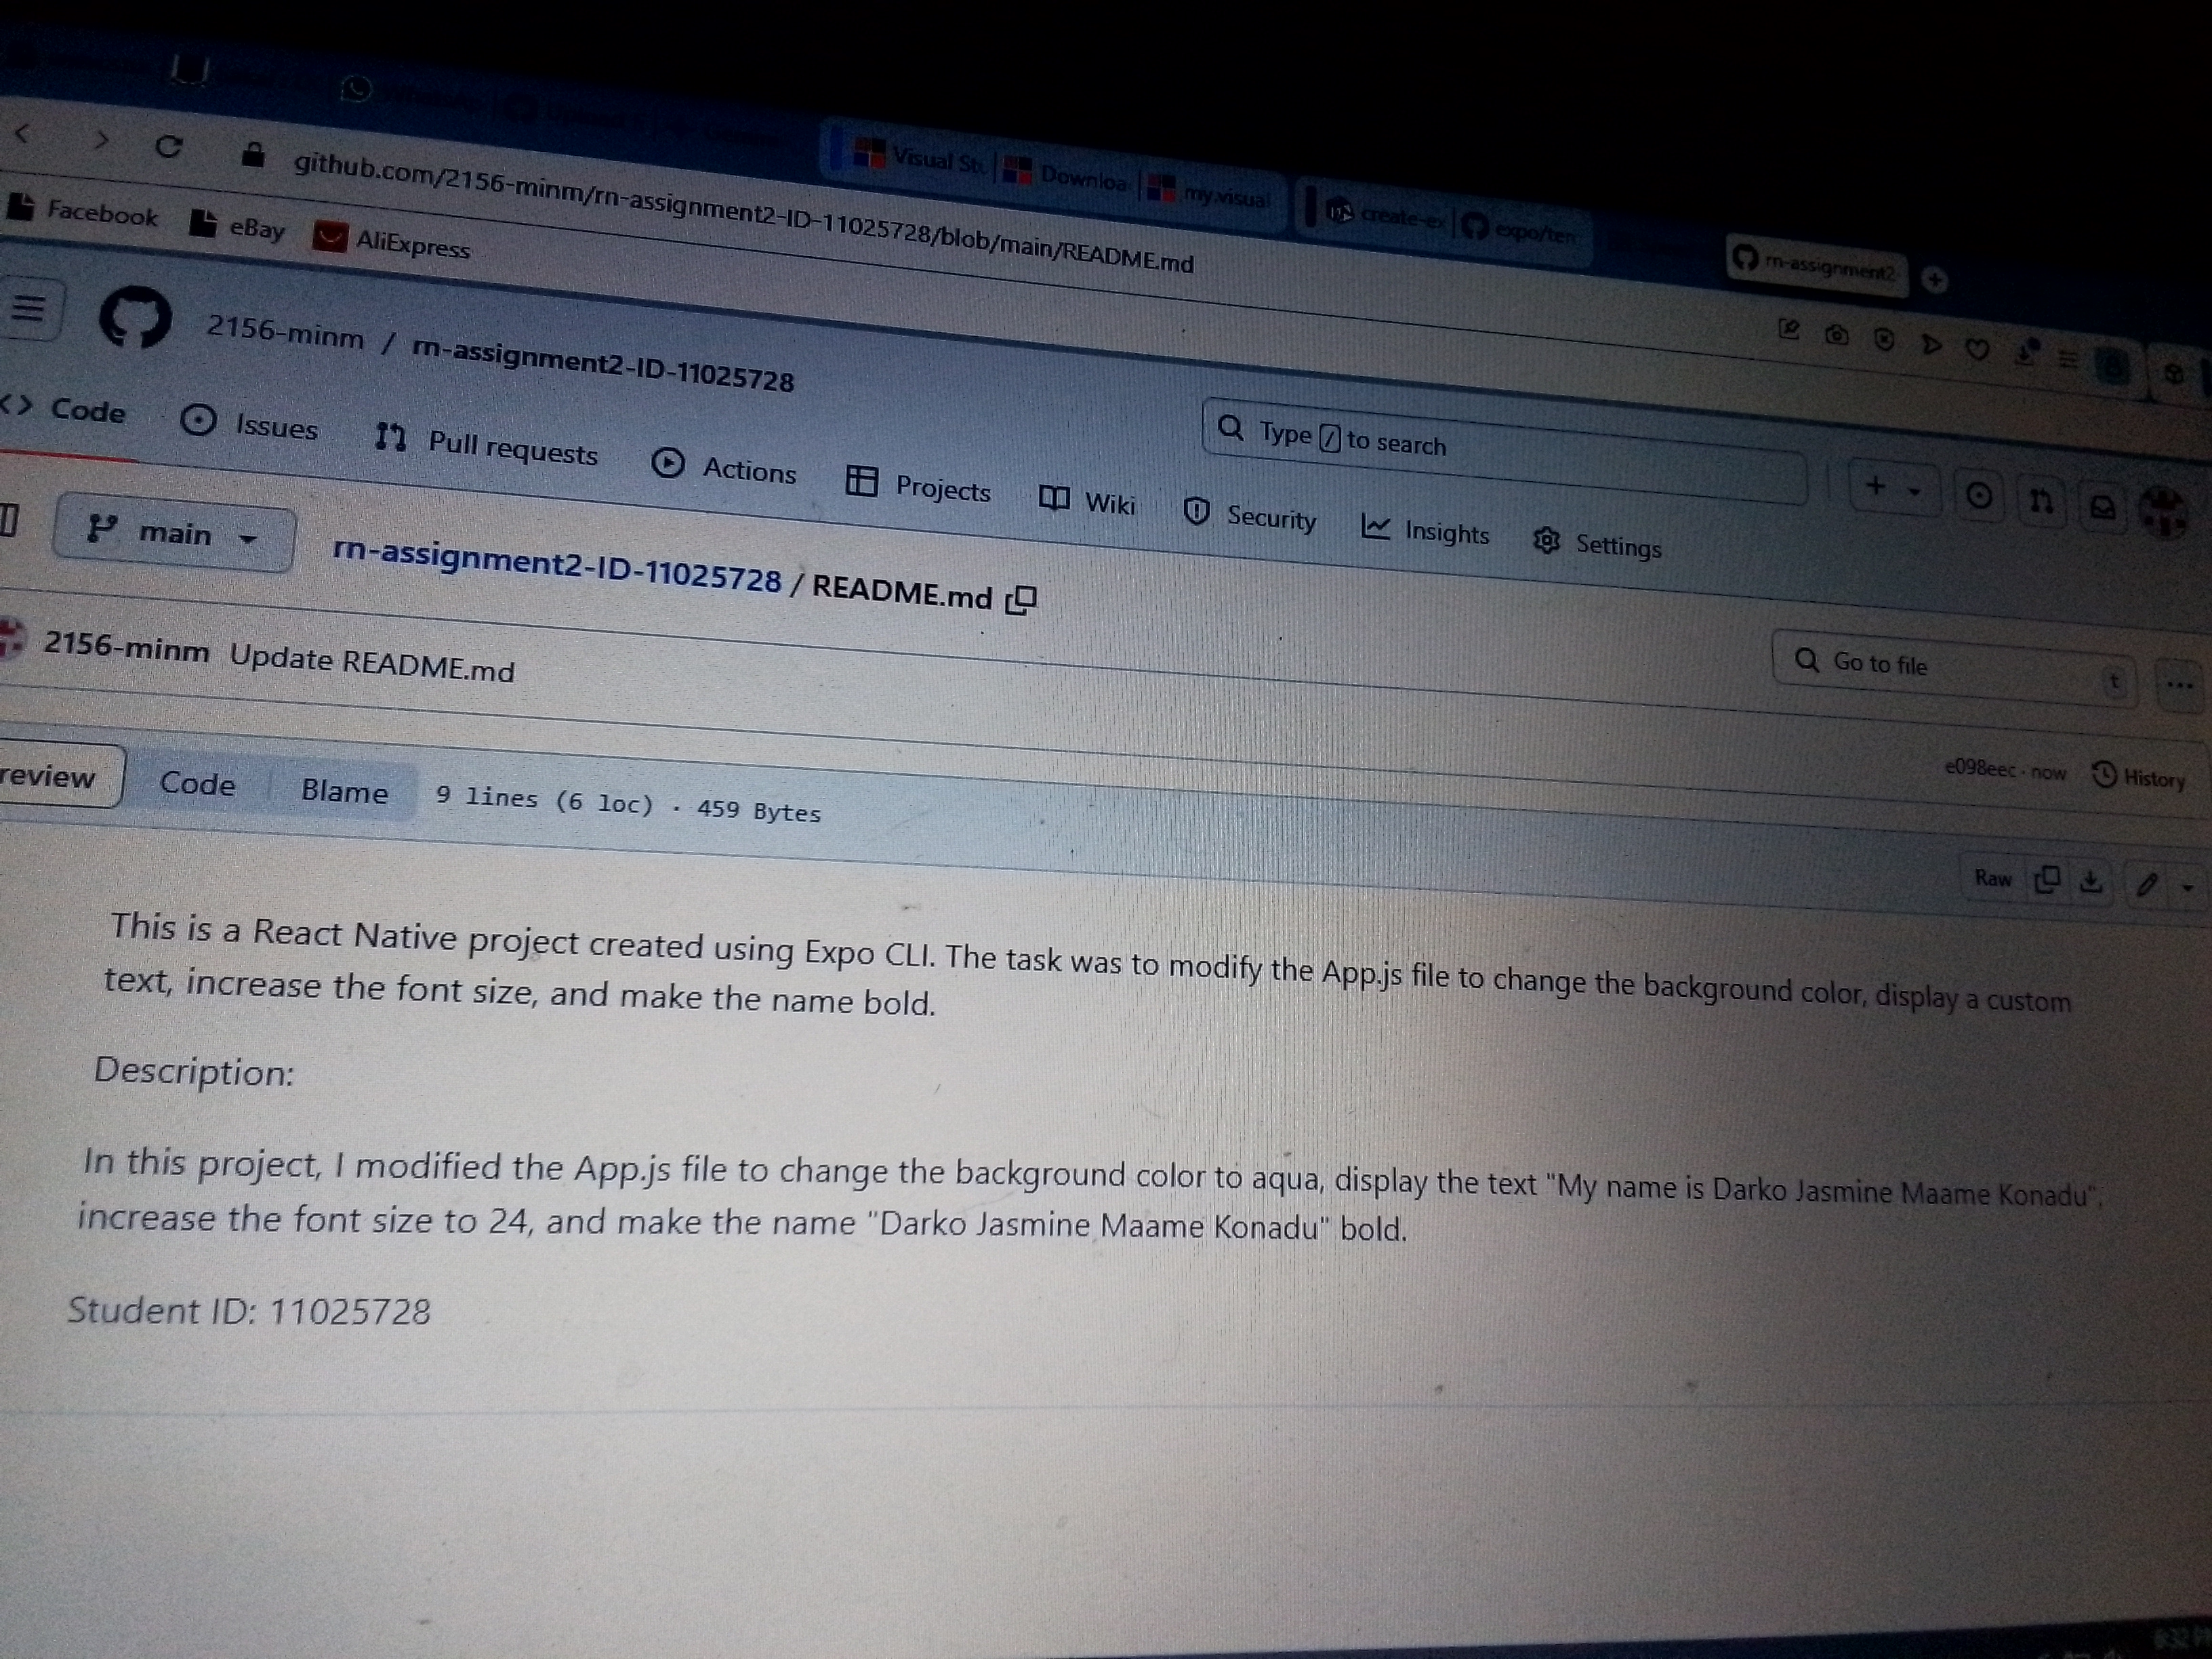 Visual Stu
Downloa
my.visual
create-ex
expo/tem
rn-assignment2-
github.com/2156-minm/rn-assignment2-ID-11025728/blob/main/README.md
Facebook
eBay
AliExpress
2156-minm / rn-assignment2-ID-11025728
Type / to search
Code
Issues
Pull requests
Actions
Projects
Wiki
Security
Insights
Settings
main
rn-assignment2-ID-11025728 / README.md
Go to file
t
2156-minm Update README.md
e098eec · now
History
review
Code
Blame
9 lines (6 loc) · 459 Bytes
Raw
This is a React Native project created using Expo CLI. The task was to modify the App.js file to change the background color, display a custom
text, increase the font size, and make the name bold.
Description:
In this project, I modified the App.js file to change the background color to aqua, display the text "My name is Darko Jasmine Maame Konadu",
increase the font size to 24, and make the name "Darko Jasmine Maame Konadu" bold.
Student ID: 11025728